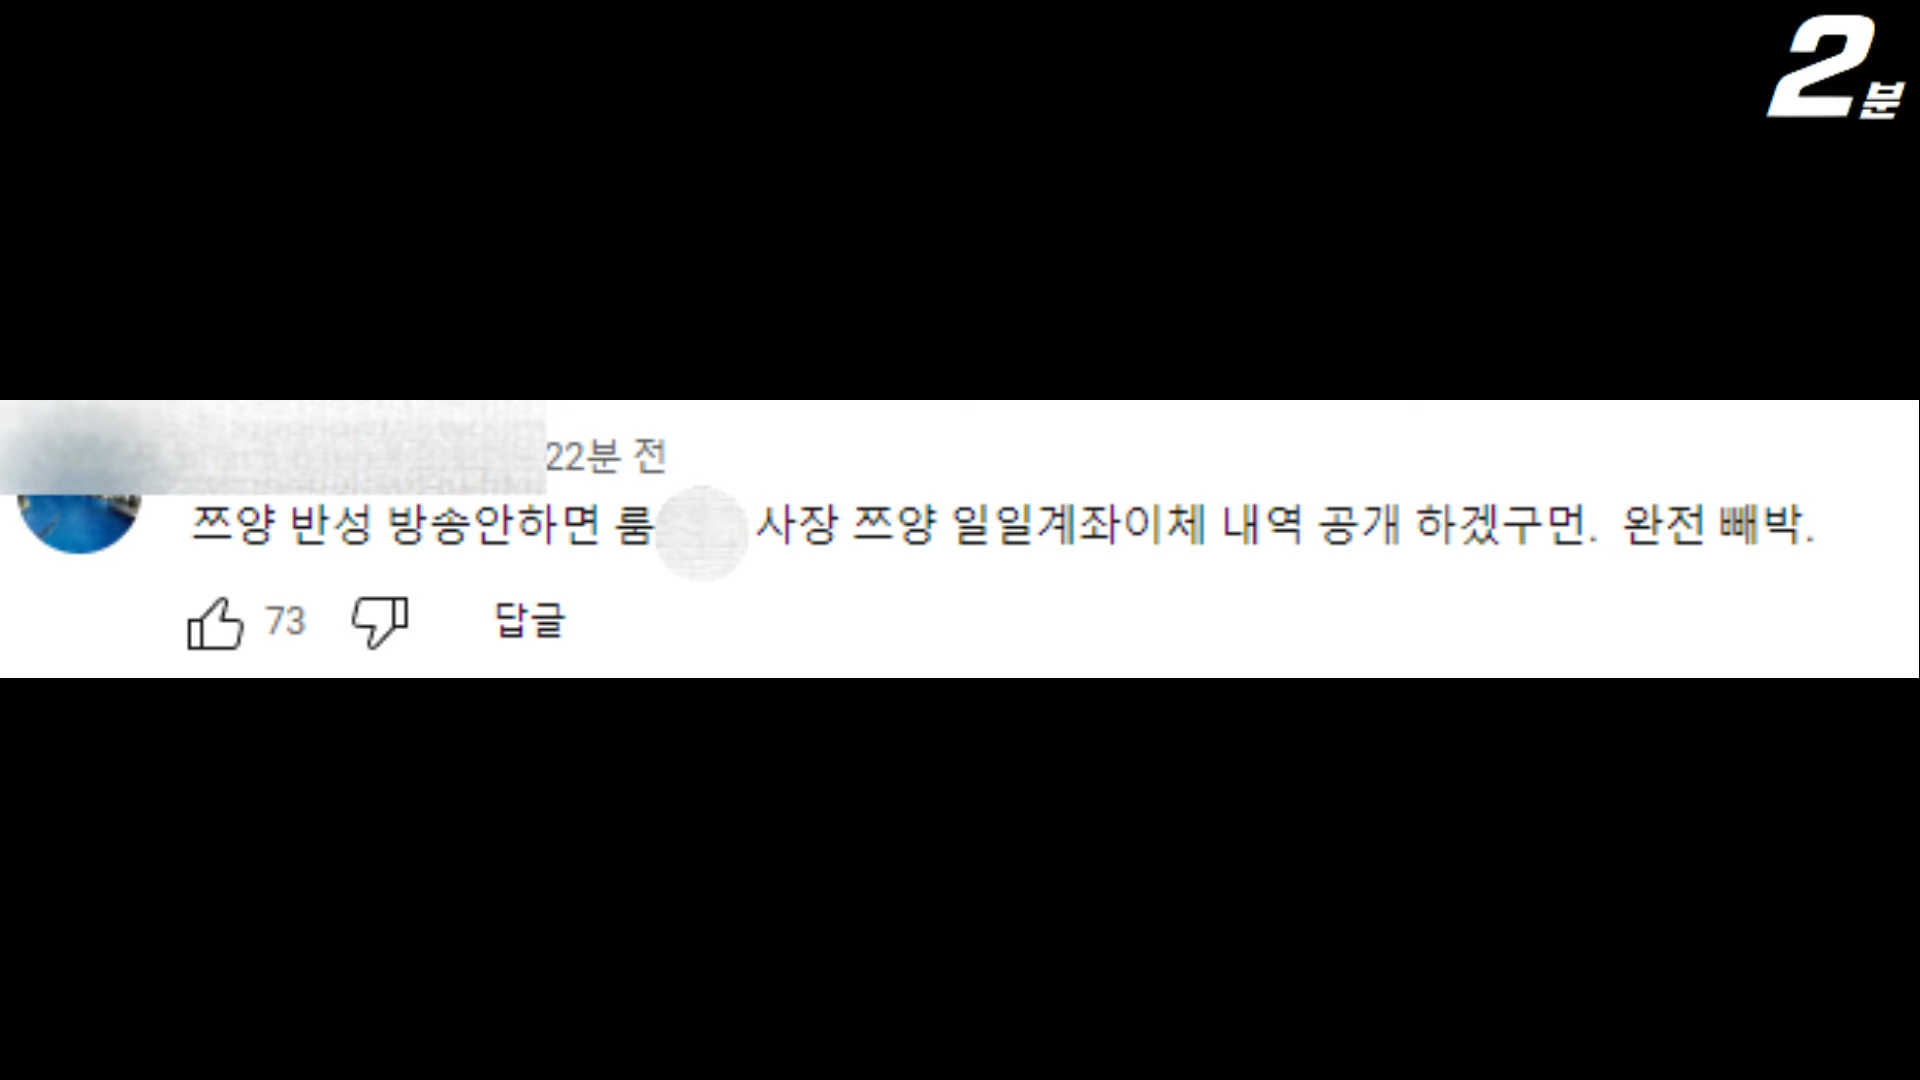 2분
22분 전
쯔양 반성 방송안하면 룸 사장 쯔양 일일계좌이체 내역 공개 하겠구먼. 완전 빼박.
73 답글